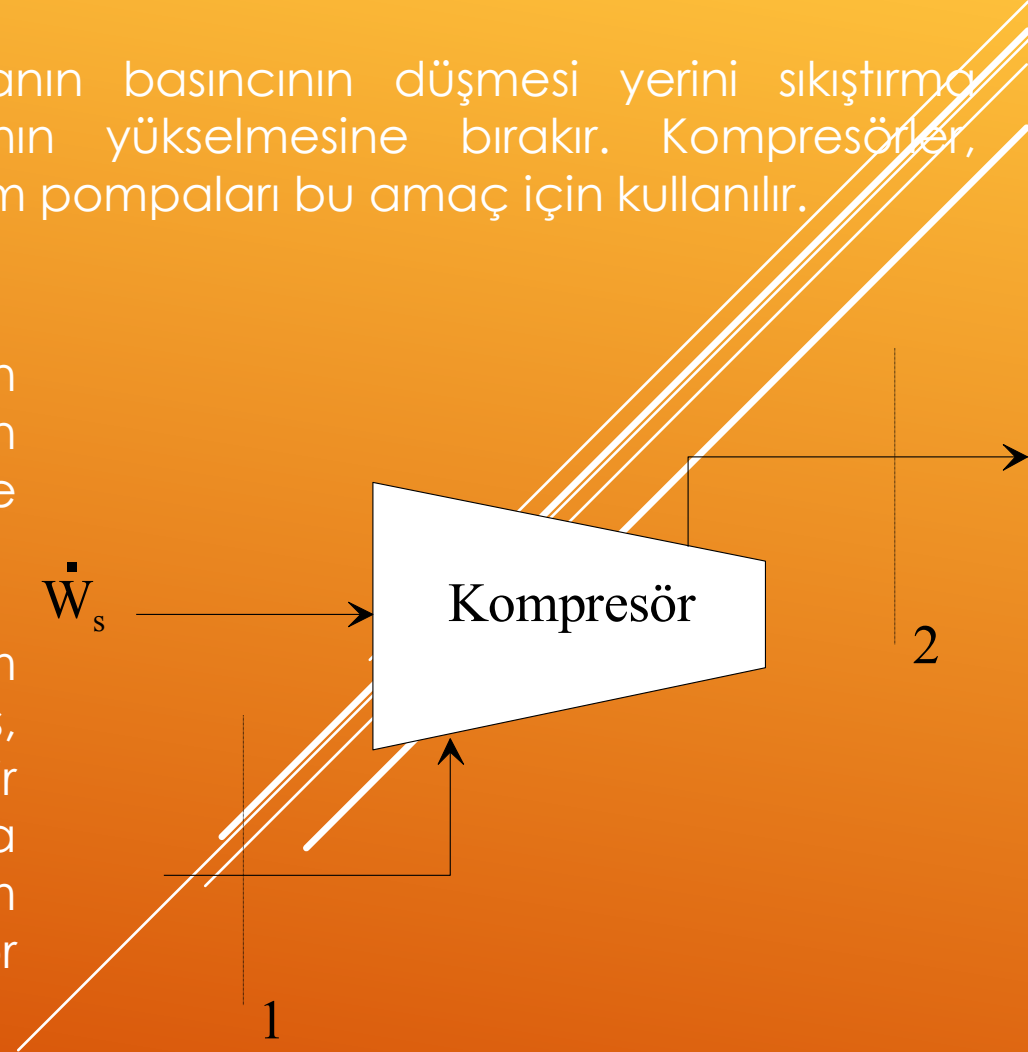 anın basıncının düşmesi yerini sıkıştırma
nın yükselmesine bırakır. Kompresörler,
m pompaları bu amaç için kullanılır.
n
n
e
Ẇs
Kompresör
2
n
s,
r
a
n
r
1